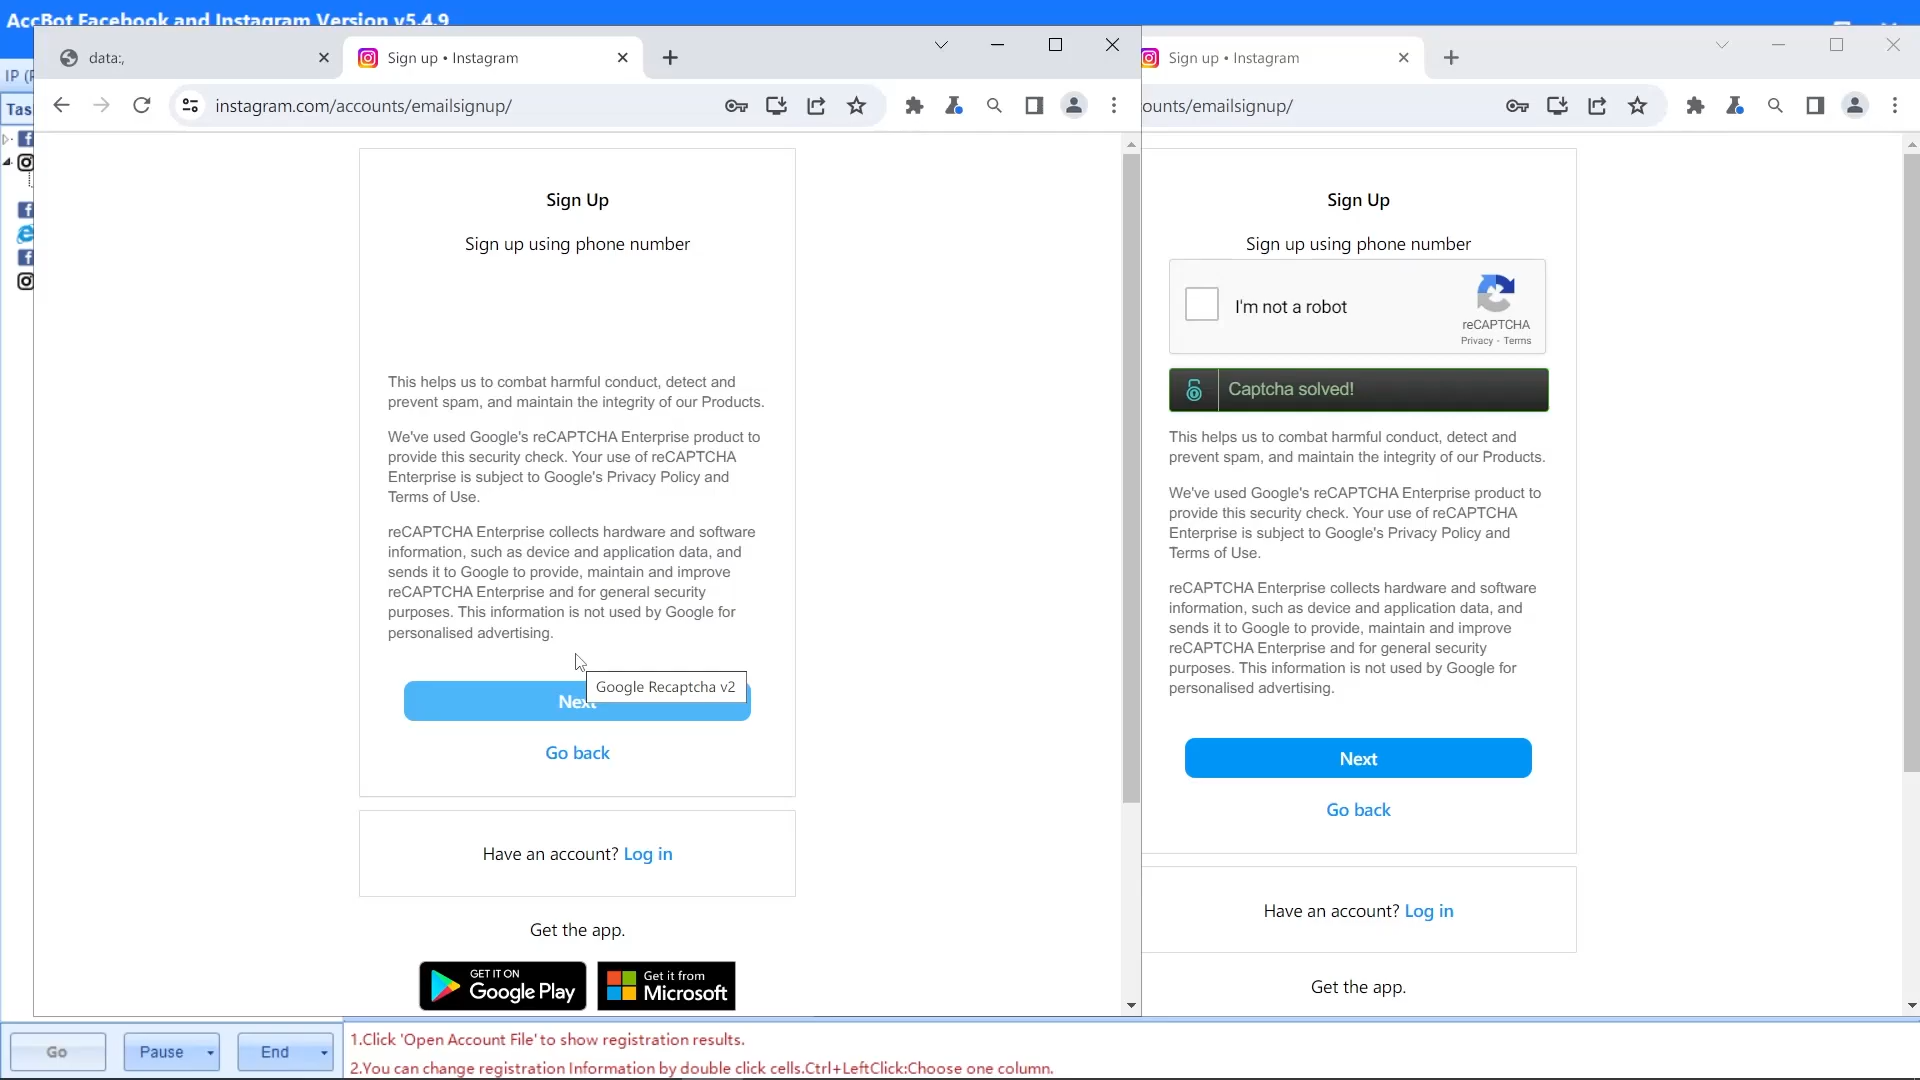 AccBot Facebook and Instagram Version v5.4.9
data:,
Sign up • Instagram
Sign up • Instagram
instagram.com/accounts/emailsignup/
ounts/emailsignup/
IP (
Tas
Sign Up
Sign up using phone number
This helps us to combat harmful conduct, detect and
prevent spam, and maintain the integrity of our Products.
We've used Google's reCAPTCHA Enterprise product to
provide this security check. Your use of reCAPTCHA
Enterprise is subject to Google's Privacy Policy and
Terms of Use.
reCAPTCHA Enterprise collects hardware and software
information, such as device and application data, and
sends it to Google to provide, maintain and improve
reCAPTCHA Enterprise and for general security
purposes. This information is not used by Google for
personalised advertising.
Google Recaptcha v2
Next
Go back
Have an account? Log in
Get the app.
GET IT ON
Google Play
Get it from
Microsoft
Sign Up
Sign up using phone number
I'm not a robot
reCAPTCHA
Privacy - Terms
Captcha solved!
This helps us to combat harmful conduct, detect and
prevent spam, and maintain the integrity of our Products.
We've used Google's reCAPTCHA Enterprise product to
provide this security check. Your use of reCAPTCHA
Enterprise is subject to Google's Privacy Policy and
Terms of Use.
reCAPTCHA Enterprise collects hardware and software
information, such as device and application data, and
sends it to Google to provide, maintain and improve
reCAPTCHA Enterprise and for general security
purposes. This information is not used by Google for
personalised advertising.
Next
Go back
Have an account? Log in
Get the app.
Go
Pause
End
1.Click 'Open Account File' to show registration results.
2.You can change registration Information by double click cells.Ctrl+LeftClick:Choose one column.